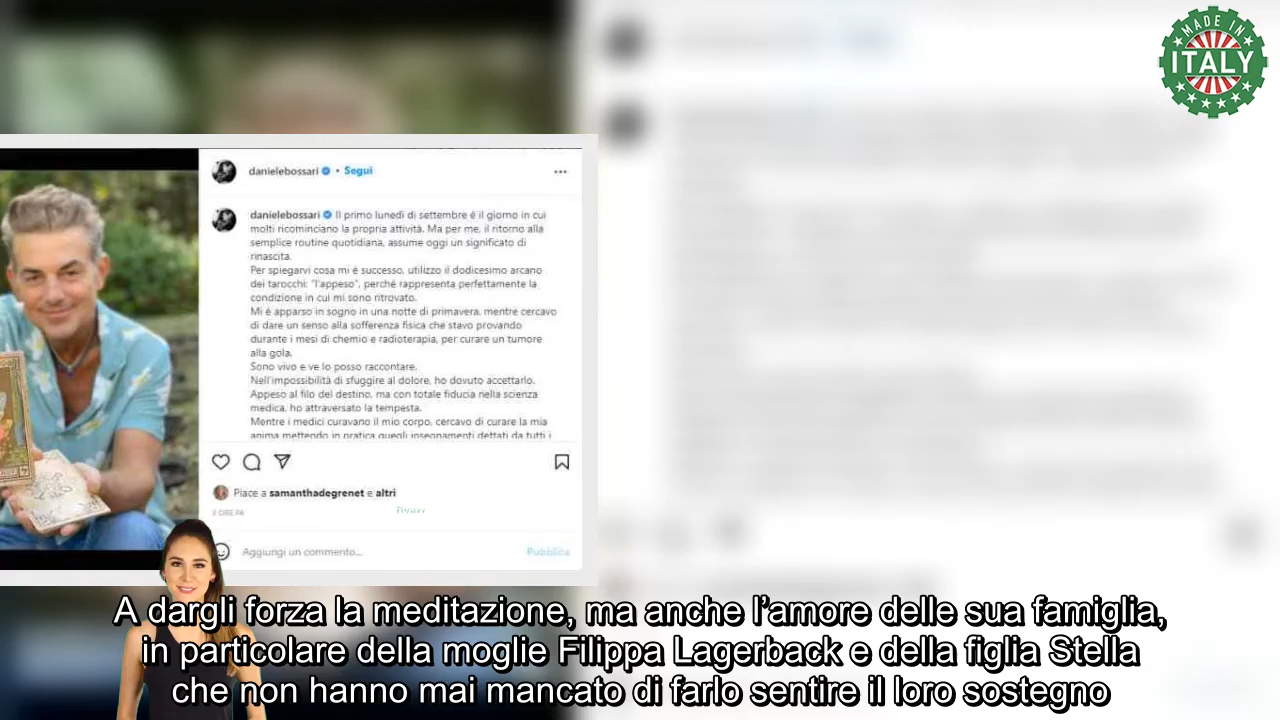 MADE IN
ITALY
danielebossari • Segui
danielebossari Il primo lunedì di settembre é il giorno in cui
molti ricominciano la propria attività. Ma per me, il ritorno alla
semplice routine quotidiana, assume oggi un significato di
rinascita.
Per spiegarvi cosa mi é successo, utilizzo il dodicesimo arcano
dei tarocchi: "l'appeso", perché rappresenta perfettamente la
condizione in cui mi sono ritrovato.
Mi é apparso in sogno in una notte di primavera, mentre cercavo
di dare un senso alla sofferenza fisica che stavo provando
durante i mesi di chemio e radioterapia, per curare un tumore
alla gola.
Sono vivo e ve lo posso raccontare.
Nell'impossibilità di sfuggire al dolore, ho dovuto accettarlo.
Appeso al filo del destino, ma con totale fiducia nella scienza
medica, ho attraversato la tempesta.
Mentre i medici curavano il mio corpo, cercavo di curare la mia
anima mettendo in pratica quegli insegnamenti dettati da tutti i
Piace a samanthadegrenet e altri
ORE FA
Aggiungi un commento...
Pubblica
A dargli forza la meditazione, ma anche l'amore delle sua famiglia,
in particolare della moglie Filippa Lagerback e della figlia Stella
che non hanno mai mancato di farlo sentire il loro sostegno